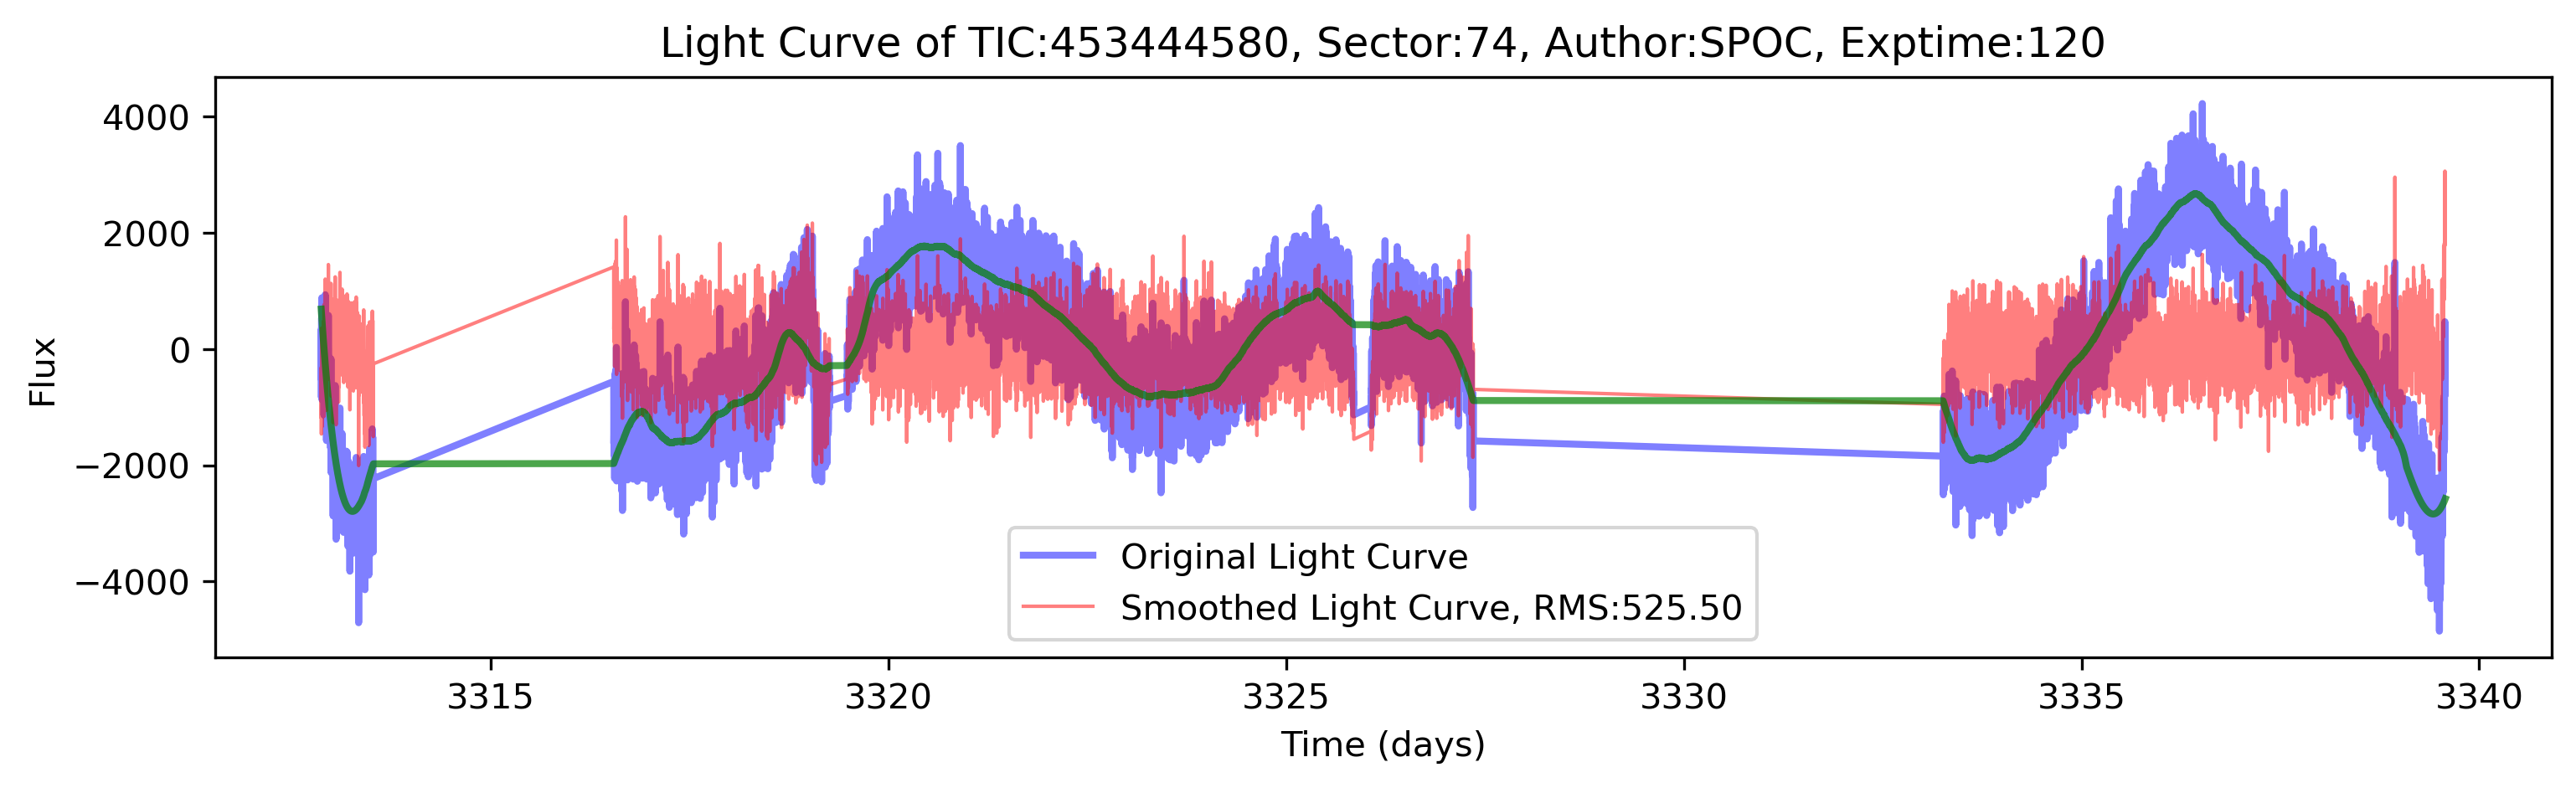 Light Curve of TIC:453444580, Sector:74, Author:SPOC, Exptime:120
Flux
4000
2000
0
−2000
−4000
Original Light Curve
Smoothed Light Curve, RMS:525.50
3315 3320 3325 3330 3335 3340
Time (days)